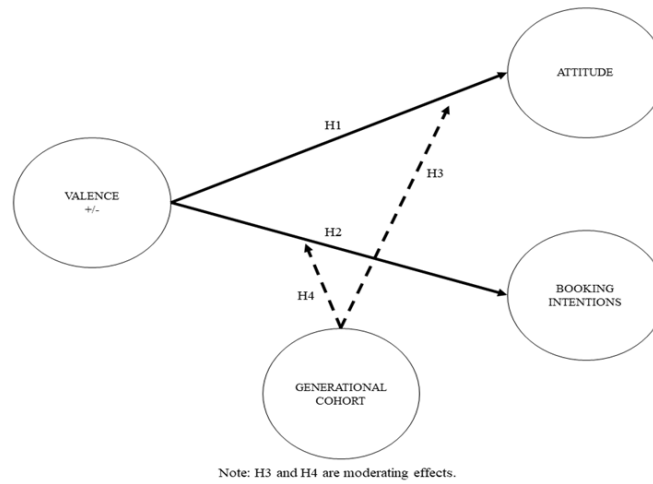 ATTITUDE
H1
H3
VALENCE
+/-
H2
BOOKING
INTENTIONS
H4
GENERATIONAL
COHORT
Note: H3 and H4 are moderating effects.